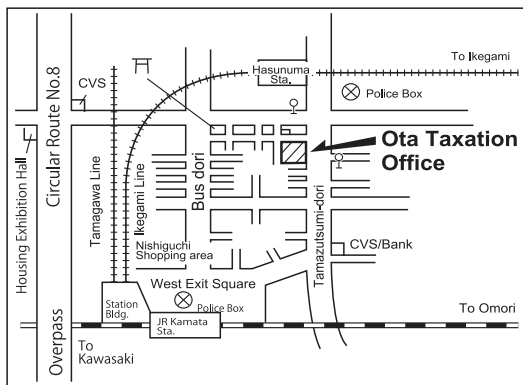 To Ikegami
Hasunuma
Sta.
CVS
Police Box
Circular Route No.8
Housing Exhibition Hall
Tamagawa Line
Ikegami Line
Bus dori
Ota Taxation
Office
Tamazutsumi-dori
Nishiguchi
Shopping area
CVS/Bank
West Exit Square
Police Box
Station
Bldg.
JR Kamata
Sta.
To Omori
Overpass
To
Kawasaki